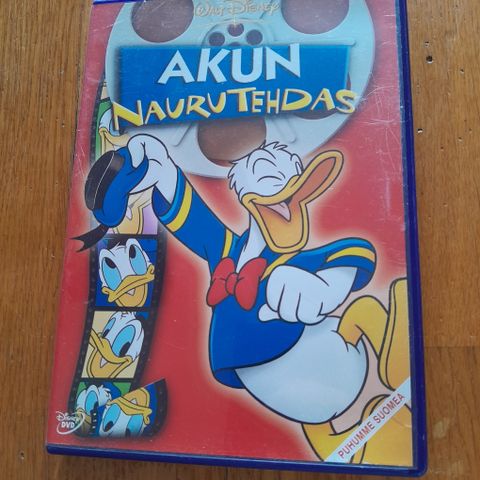 WALT DISNEY
AKUN
NAURUTEHDAS
Disney
DVD
PUHUMME SUOMEA